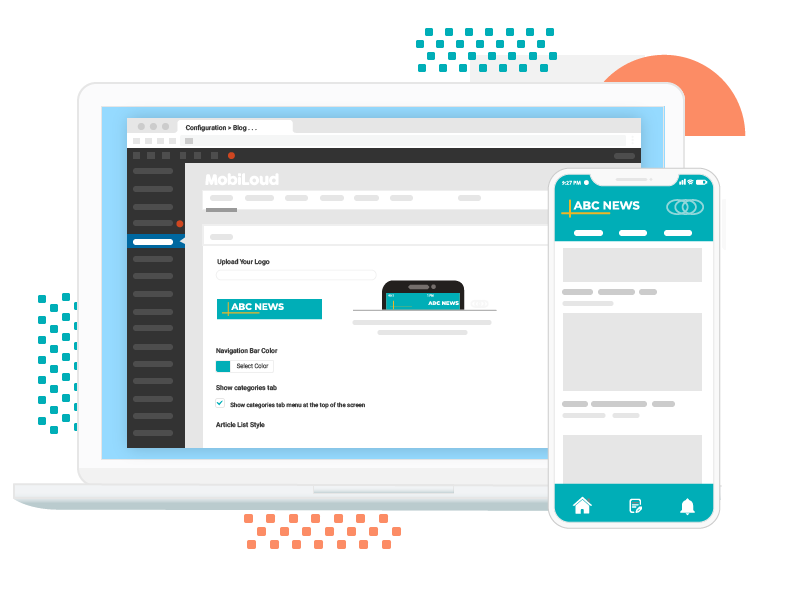 Configuration > Blog . . .
MobiLoud
Upload Your Logo
ABC NEWS
ABC NEWS
Navigation Bar Color
Select Color
Show categories tab
Show categories tab menu at the top of the screen
Article List Style
9:27 PM
ABC NEWS